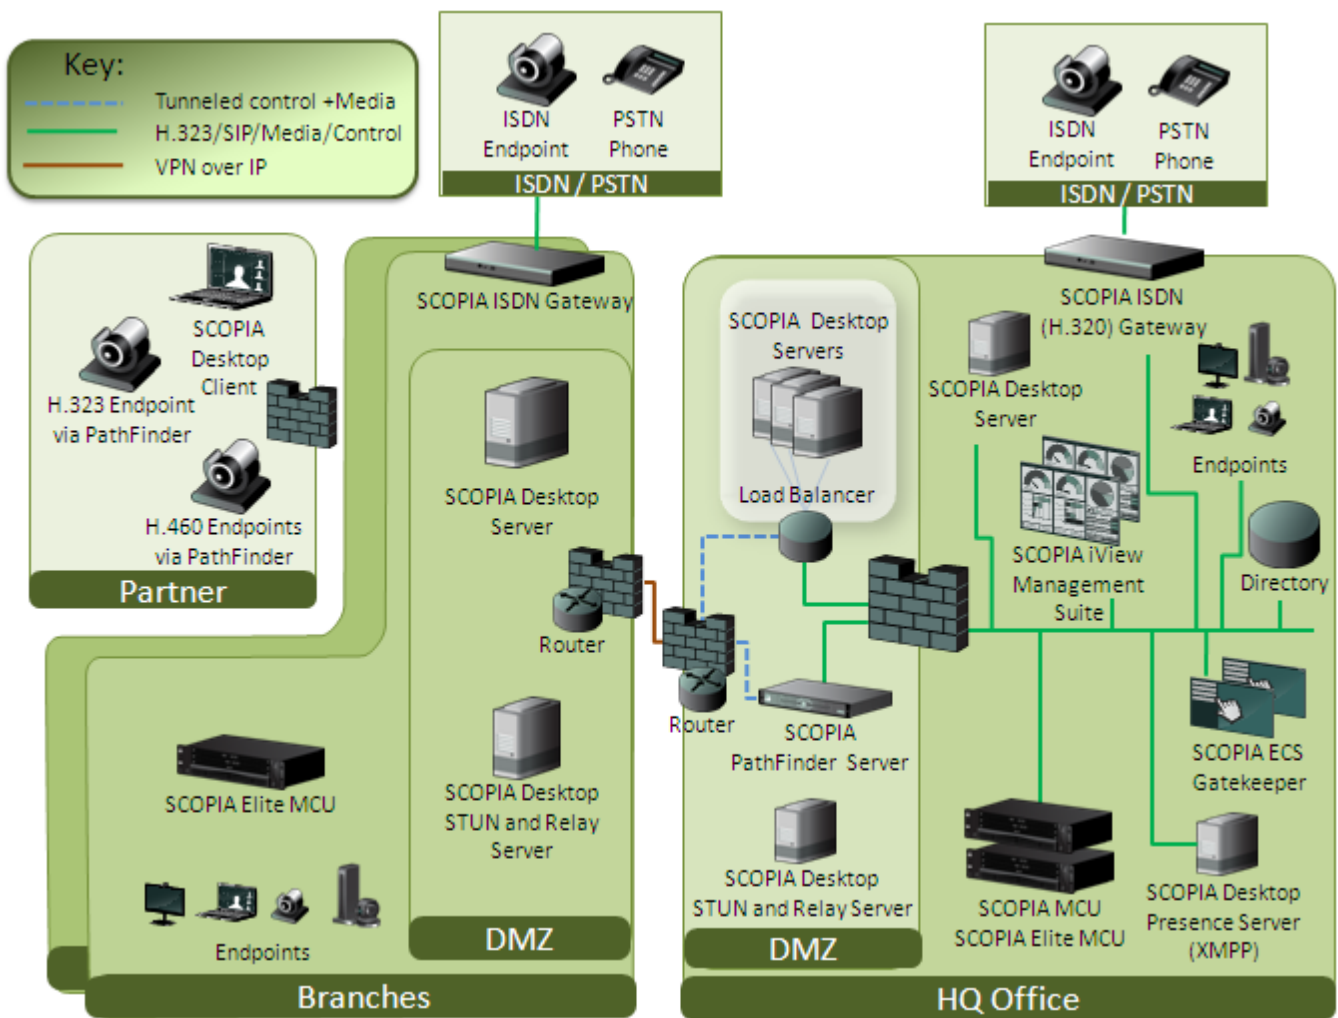 Key:
Tunneled control +Media
H.323/SIP/Media/Control
VPN over IP
ISDN
Endpoint
PSTN
Phone
ISDN / PSTN
ISDN
Endpoint
PSTN
Phone
ISDN / PSTN
SCOPIA
Desktop
Client
H.323 Endpoint
via PathFinder
H.460 Endpoints
via PathFinder
Partner
SCOPIA ISDN Gateway
SCOPIA Desktop
Server
Router
SCOPIA Desktop
STUN and Relay
Server
DMZ
SCOPIA Elite MCU
Endpoints
Branches
SCOPIA Desktop
Servers
Load Balancer
Router
SCOPIA
PathFinder Server
SCOPIA Desktop
STUN and Relay Server
DMZ
SCOPIA ISDN
(H.320) Gateway
SCOPIA Desktop
Server
Endpoints
SCOPIA iView
Management
Suite
Directory
SCOPIA ECS
Gatekeeper
SCOPIA MCU
SCOPIA Elite MCU
SCOPIA Desktop
Presence Server
(XMPP)
HQ Office